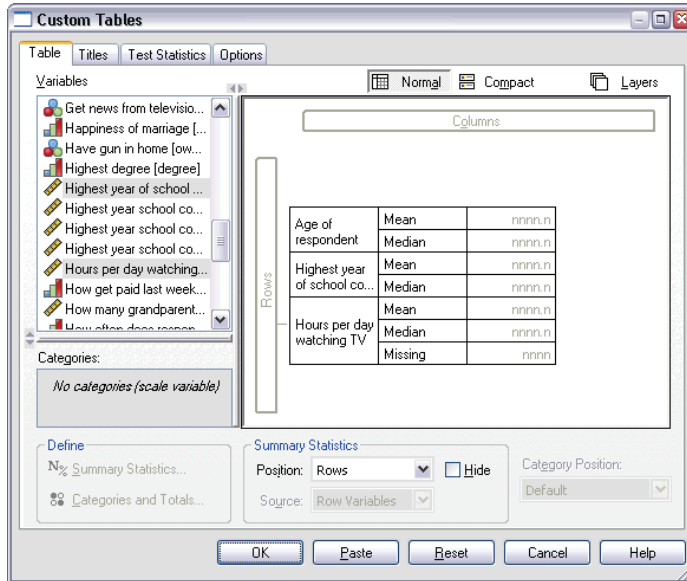 Custom Tables
Table Titles Test Statistics Options
Variables
Normal Compact Layers
Get news from televisio...
Happiness of marriage [...
Have gun in home [ow...
Highest degree [degree]
Highest year of school ...
Highest year school co...
Highest year school co...
Highest year school co...
Hours per day watching...
How get paid last week...
How many grandparent...
How often does respon...
Columns
Rows
Age of respondent Mean nnnn.n
Median nnnn.n
Highest year of school co... Mean nnnn.n
Median nnnn.n
Hours per day watching TV Mean nnnn.n
Median nnnn.n
Missing nnnn
Categories:
No categories (scale variable)
Define
N% Summary Statistics...
Categories and Totals...
Summary Statistics
Position: Rows Hide
Source: Row Variables
Category Position:
Default
OK Paste Reset Cancel Help